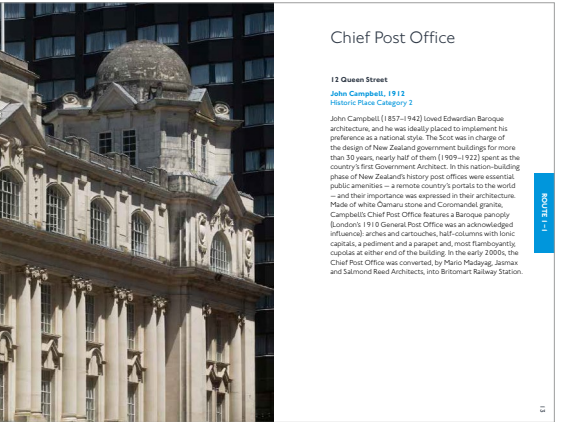 Chief Post Office
12 Queen Street
John Campbell, 1912
Historic Place Category 2
John Campbell (1857–1942) loved Edwardian Baroque
architecture, and he was ideally placed to implement his
preference as a national style. The Scot was in charge of
the design of New Zealand government buildings for more
than 30 years, nearly half of them (1909–1922) spent as the
country's first Government Architect. In this nation-building
phase of New Zealand's history post offices were essential
public amenities – a remote country's portals to the world
– and their importance was expressed in their architecture.
Made of white Ōamaru stone and Coromandel granite,
Campbell's Chief Post Office features a Baroque panoply
(London's 1910 General Post Office was an acknowledged
influence): arches and cartouches, half-columns with Ionic
capitals, a pediment and a parapet and, most flamboyantly,
cupolas at either end of the building. In the early 2000s, the
Chief Post Office was converted, by Mario Madayag, Jasmax
and Salmond Reed Architects, into Britomart Railway Station.
ROUTE 1–1
13